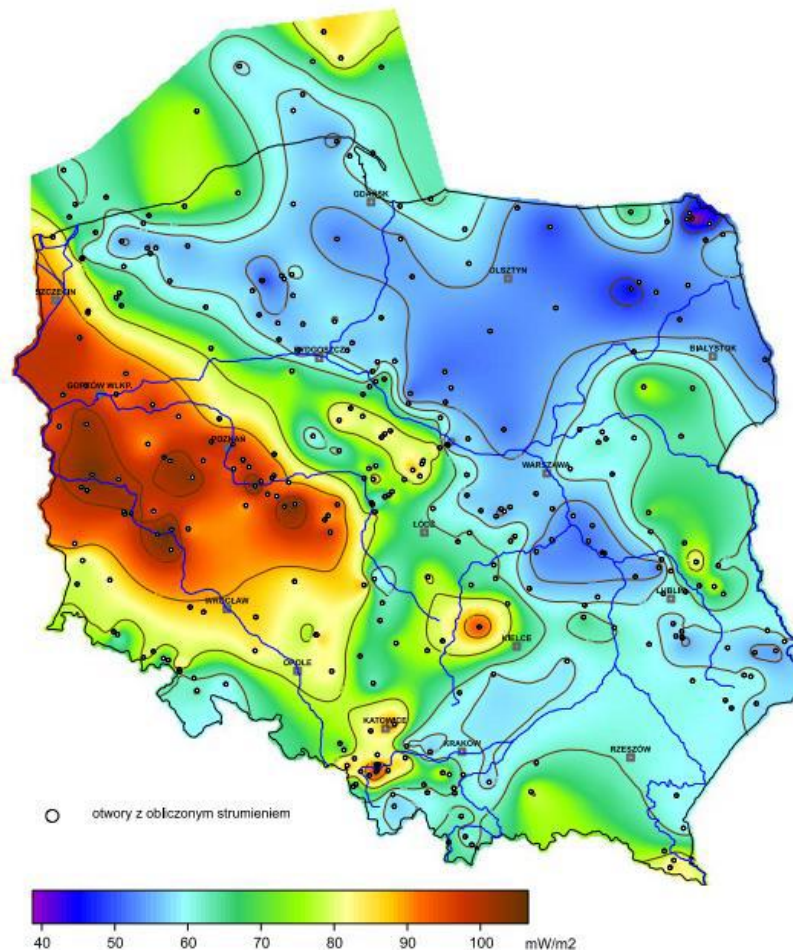 GDAŃSK
SZCZECIN
OLSZTYN
BYDGOSZCZ
BIAŁYSTOK
GORZÓW WLKP.
POZNAŃ
WARSZAWA
ŁÓDŹ
LUBLIN
WROCŁAW
KIELCE
OPOLE
KATOWICE
KRAKÓW
RZESZÓW
otwory z obliczonym strumieniem
40 50 60 70 80 90 100 mW/m2